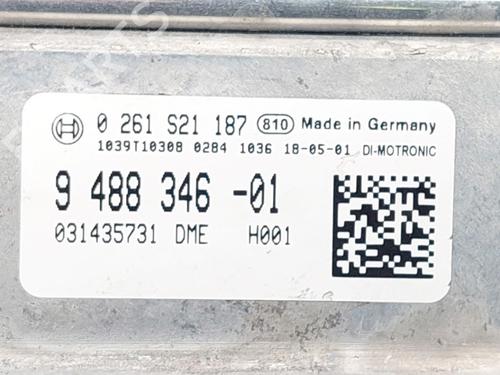 0 261 S21 187 810 Made in Germany
1039T10308 0284 1036 18-05-01 DI-MOTRONIC
9 488 346 -01
031435731 DME H001